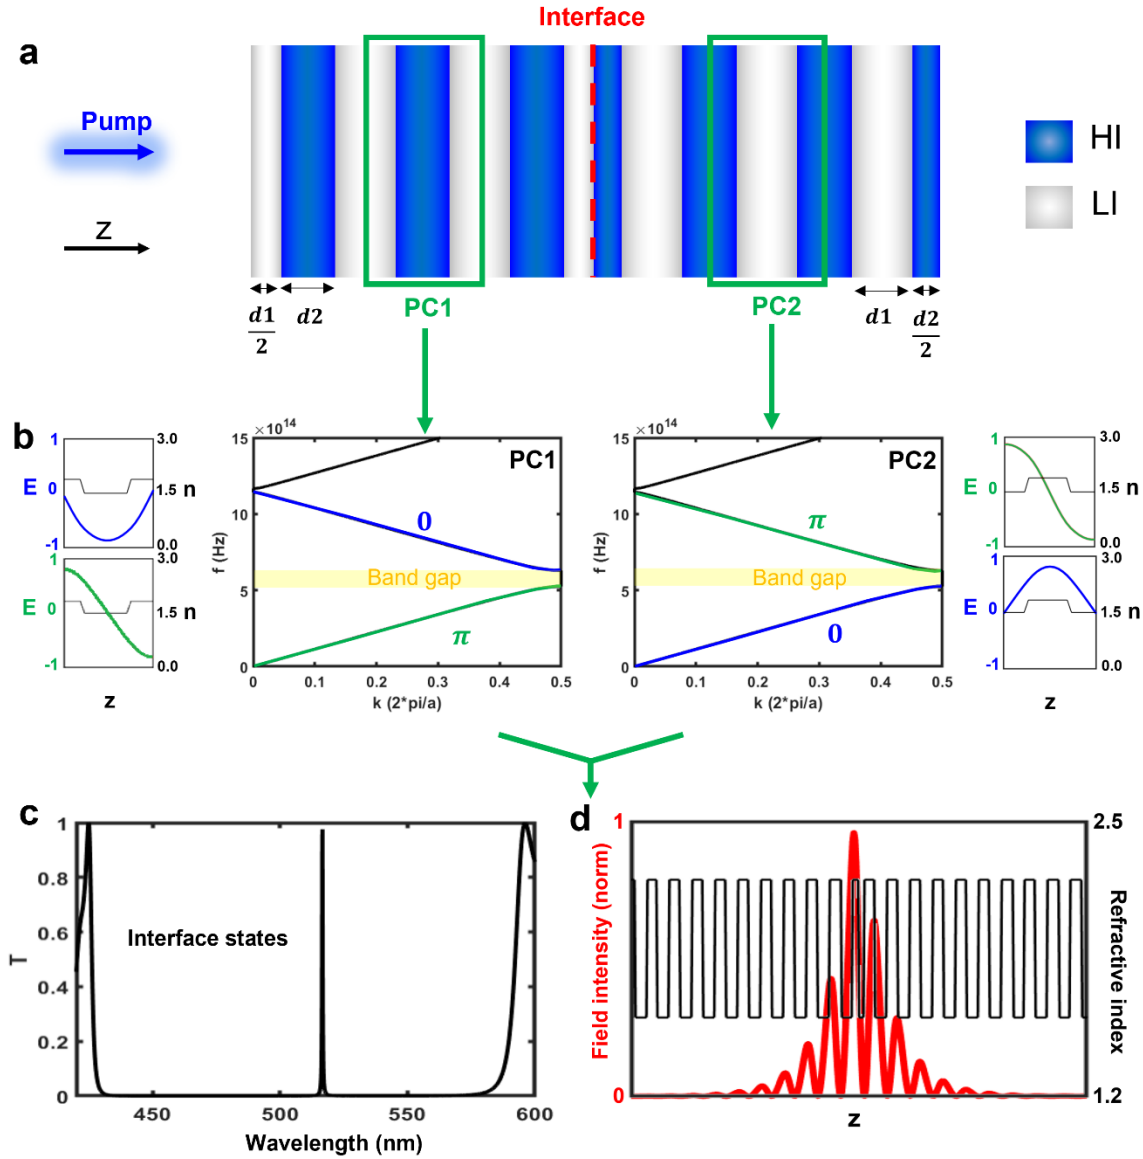 Interface
a
Pump
Z
HI
LI
d1
2
d2
PC1
PC2
d1
d2
2
b
1
E 0
-1
3.0
1.5 n
0.0
1
E 0
-1
3.0
1.5 n
0.0
z
×10 14
15
10
5
0
f (Hz)
PC1
0
Band gap
π
0 0.1 0.2 0.3 0.4 0.5
k (2*pi/a)
×10 14
15
10
5
0
f (Hz)
PC2
π
Band gap
0
0 0.1 0.2 0.3 0.4 0.5
k (2*pi/a)
1
E 0
-1
3.0
1.5 n
0.0
1
E 0
-1
3.0
1.5 n
0.0
z
c
1
0.8
0.6
0.4
0.2
0
T
Interface states
450 500 550 600
Wavelength (nm)
d
1
0
Field intensity (norm)
2.5
1.2
Refractive index
z